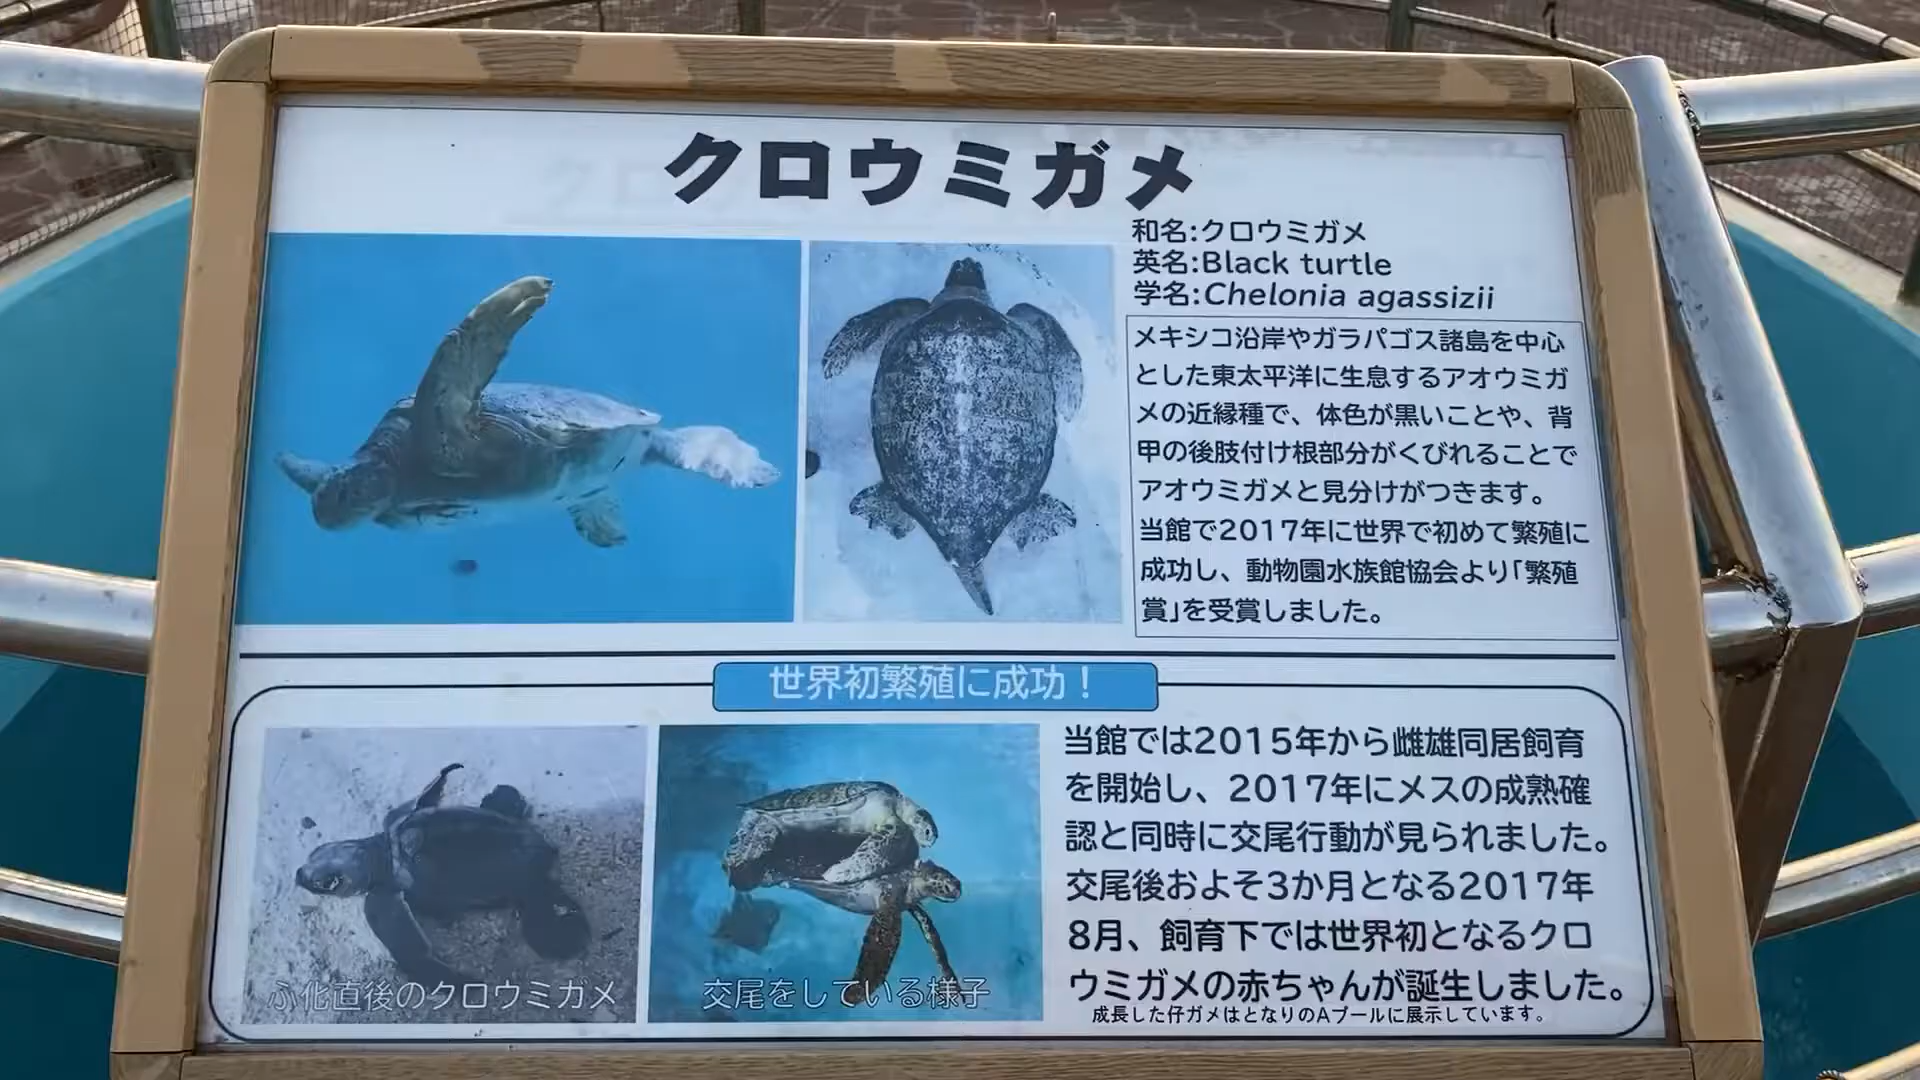 クロウミガメ
和名:クロウミガメ
英名:Black turtle
学名:Chelonia agassizii
メキシコ沿岸やガラパゴス諸島を中心
とした東太平洋に生息するアオウミガ
メの近縁種で、体色が黒いことや、背
甲の後肢付け根部分がくびれることで
アオウミガメと見分けがつきます。
当館で2017年に世界で初めて繁殖に
成功し、動物園水族館協会より「繁殖
賞」を受賞しました。
世界初繁殖に成功！
当館では2015年から雌雄同居飼育
を開始し、2017年にメスの成熟確
認と同時に交尾行動が見られました。
交尾後およそ3か月となる2017年
8月、飼育下では世界初となるクロ
ウミガメの赤ちゃんが誕生しました。
成長した仔ガメはとなりのAプールに展示しています。
ふ化直後のクロウミガメ
交尾をしている様子